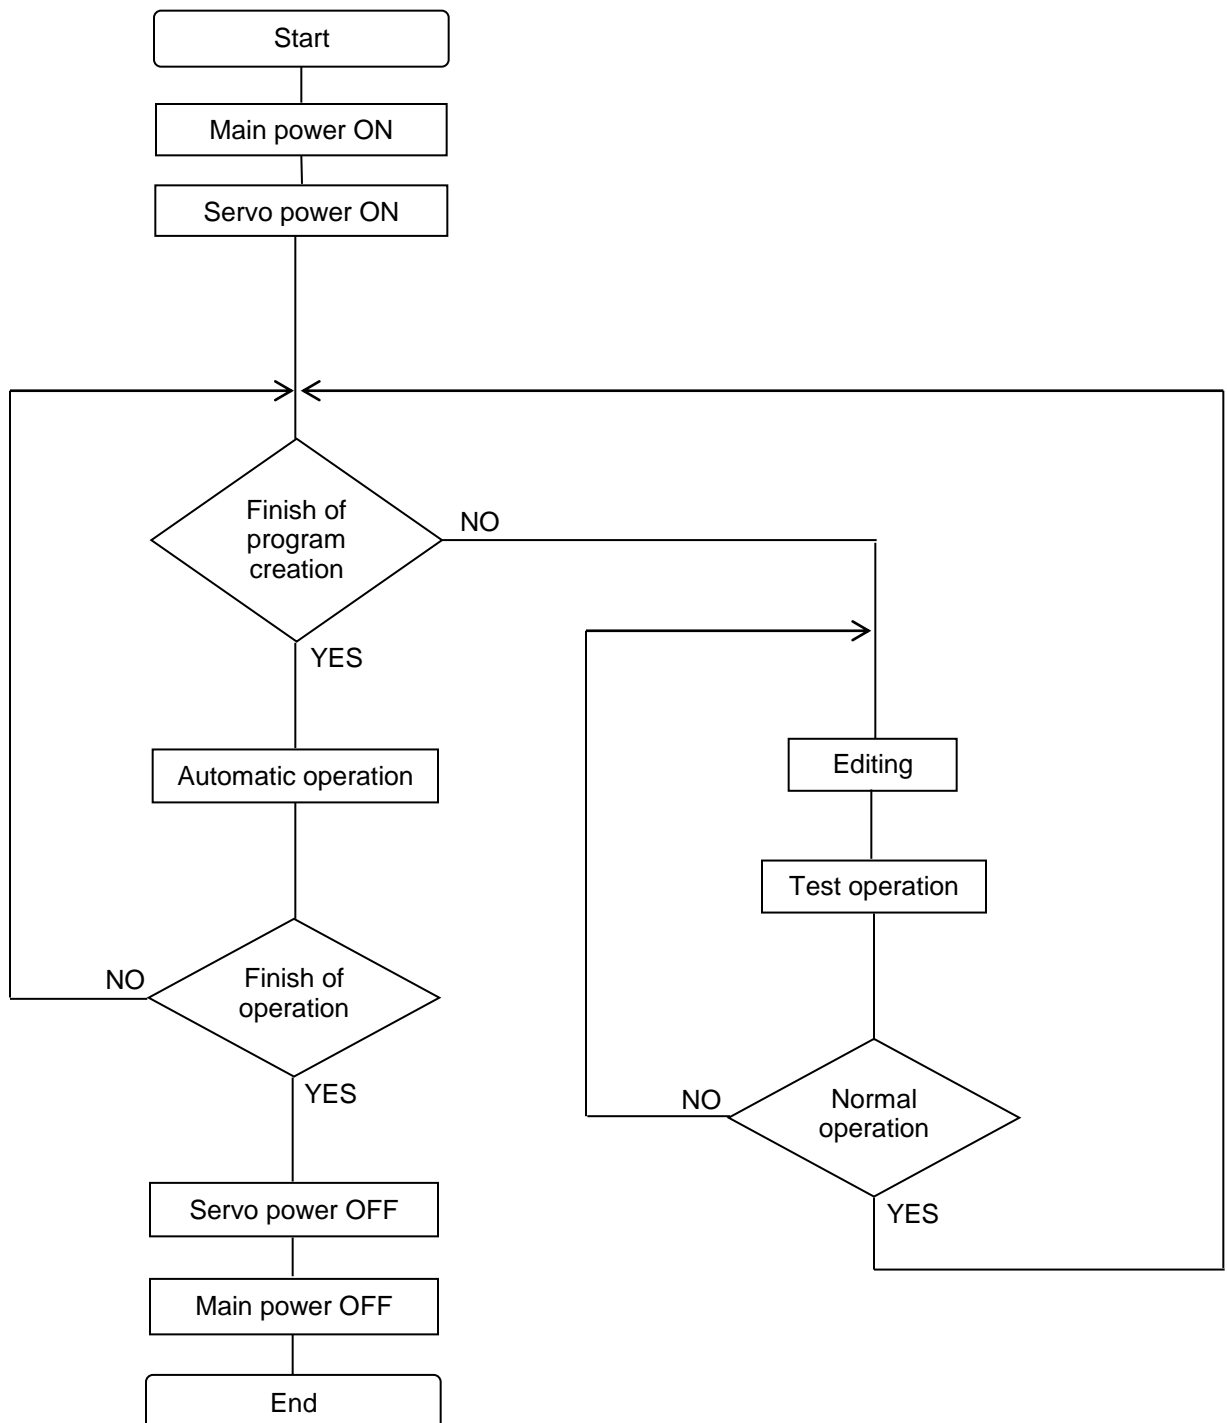 Start
Main power ON
Servo power ON
Finish of
program
creation
NO
YES
Automatic operation
Editing
Test operation
Finish of
operation
NO
YES
Normal
operation
NO
YES
Servo power OFF
Main power OFF
End